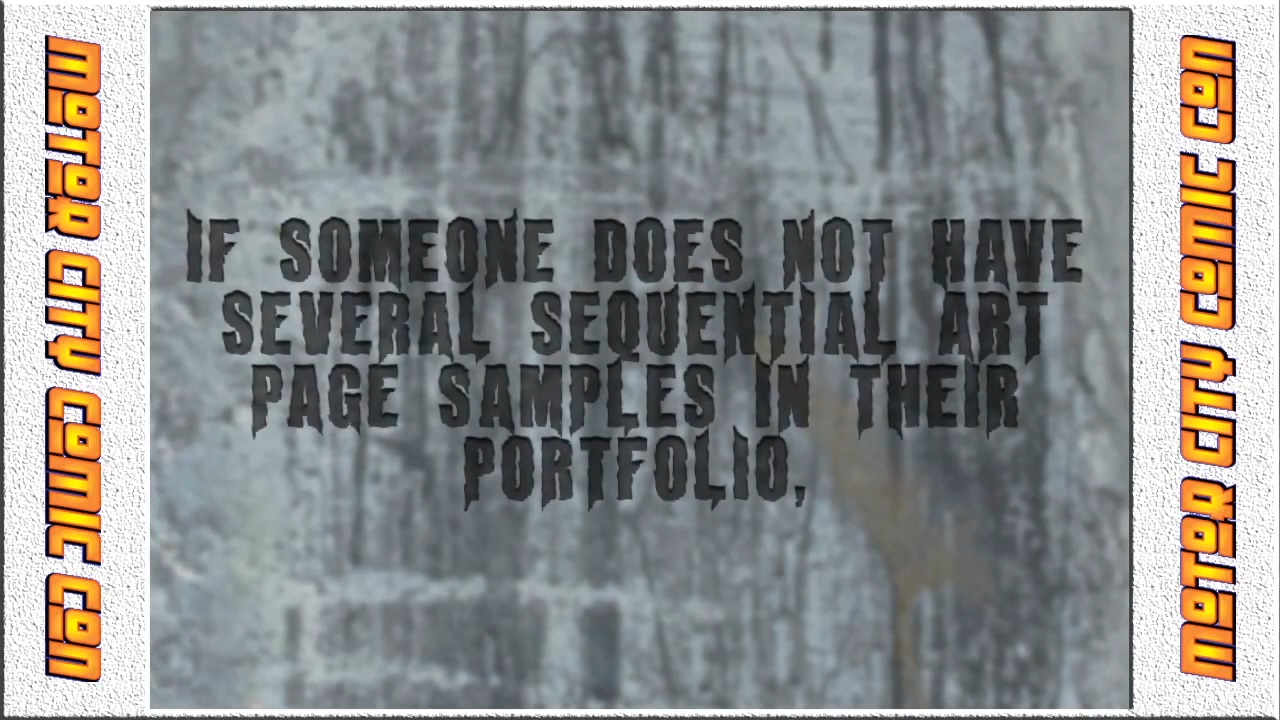 MOTOR CITY COMIC CON
IF SOMEONE DOES NOT HAVE
SEVERAL SEQUENTIAL ART
PAGE SAMPLES IN THEIR
PORTFOLIO,
MOTOR CITY COMIC CON